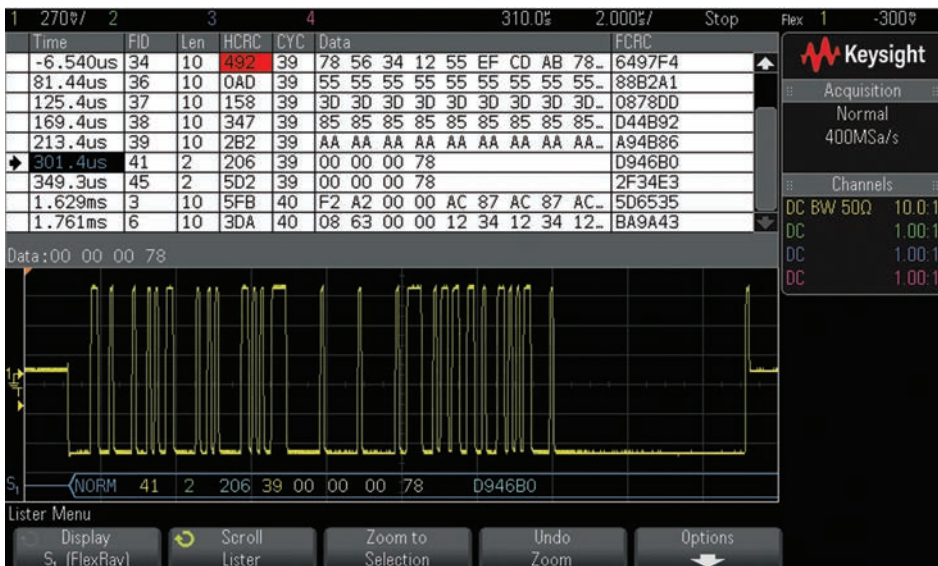 1 270▽/ 2 3 4 310.0s 2.000s/ Stop Flex 1 -300▽
Time FID Len HCRC CYC Data FCRC
-6.540us 34 10 492 39 78 56 34 12 55 EF CD AB 78… 6497F4
81.44us 36 10 0AD 39 55 55 55 55 55 55 55 55 55… 88B2A1
125.4us 37 10 158 39 3D 3D 3D 3D 3D 3D 3D 3D 3D… 0878DD
169.4us 38 10 347 39 85 85 85 85 85 85 85 85 85… D44B92
213.4us 39 10 2B2 39 AA AA AA AA AA AA AA AA AA… A94B86
301.4us 41 2 206 39 00 00 00 78 D946B0
349.3us 45 2 5D2 39 00 00 00 78 2F34E3
1.629ms 3 10 5FB 40 F2 A2 00 00 AC 87 AC 87 AC… 5D6535
1.761ms 6 10 3DA 40 08 63 00 00 12 34 12 34 12… BA9A43
Data:00 00 00 78
Keysight
Acquisition
Normal
400MSa/s
Channels
DC BW 50Ω 10.0:1
DC 1.00:1
DC 1.00:1
DC 1.00:1
S1 NORM 41 2 206 39 00 00 00 78 D946B0
Lister Menu
Display
S1 (FlexRay)
Scroll
Lister
Zoom to
Selection
Undo
Zoom
Options